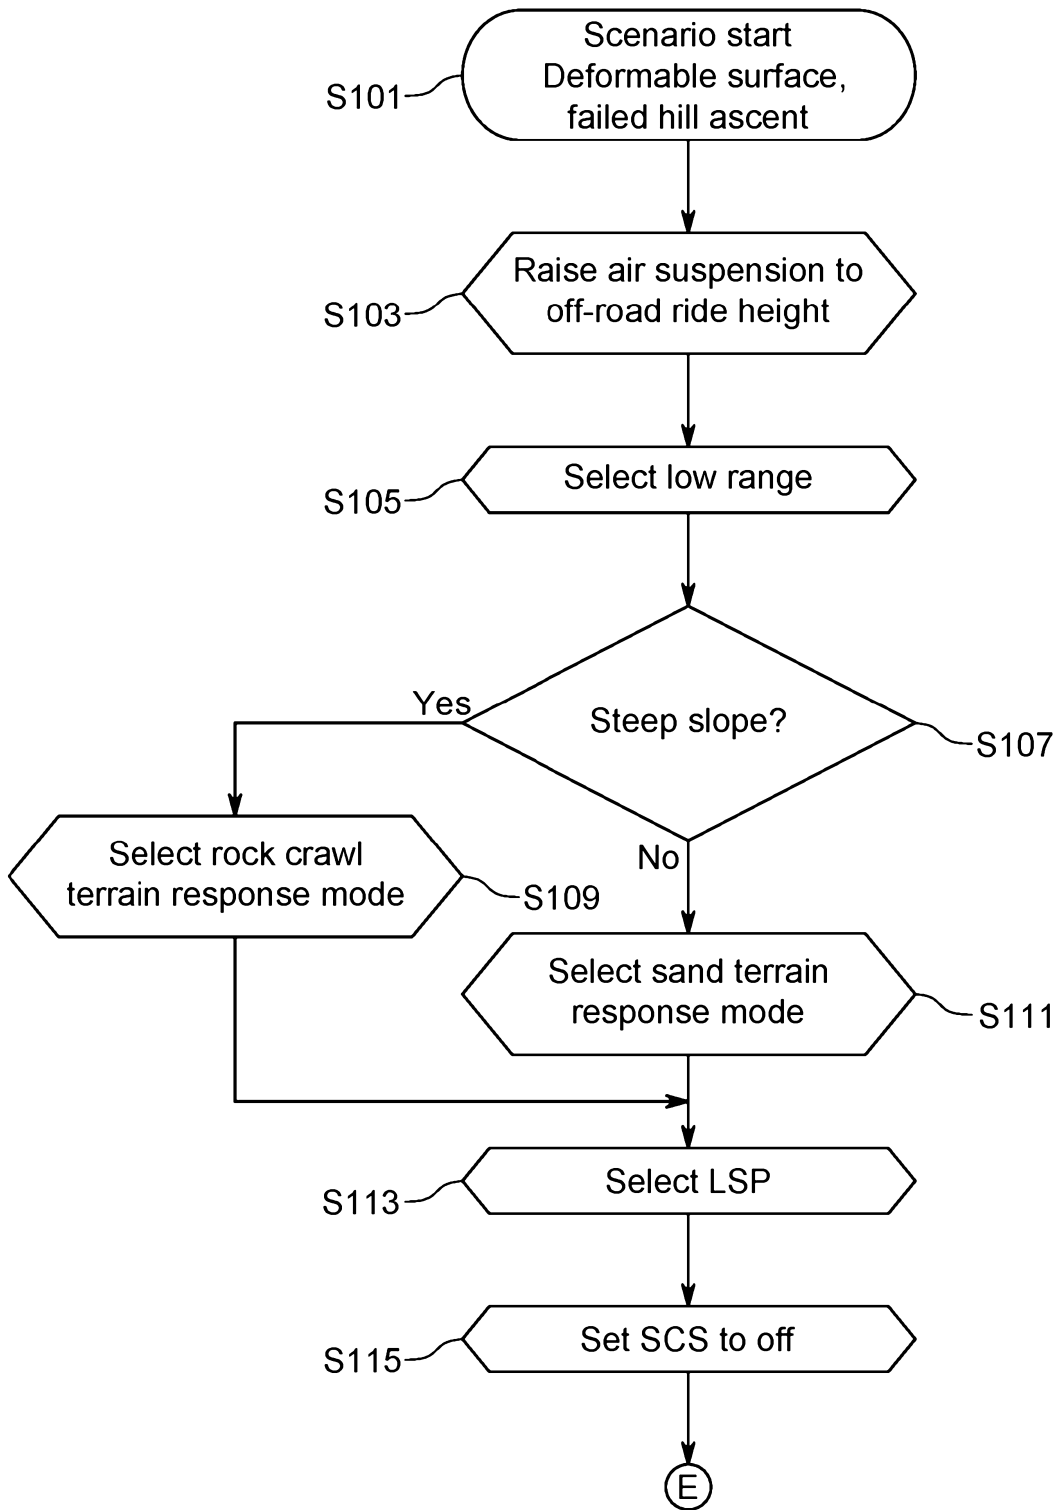 Scenario start
Deformable surface,
failed hill ascent
S101
Raise air suspension to
off-road ride height
S103
Select low range
S105
Yes
Steep slope?
S107
No
Select rock crawl
terrain response mode
S109
Select sand terrain
response mode
S111
Select LSP
S113
Set SCS to off
S115
E